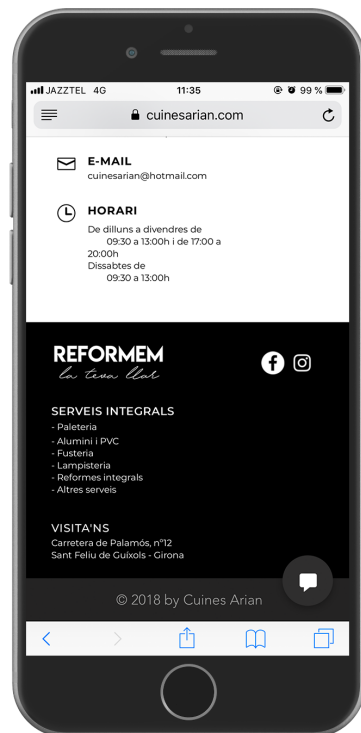 JAZZTEL 4G 11:35 99 %
cuinesarian.com
E-MAIL
cuinesarian@hotmail.com
HORARI
De dilluns a divendres de
09:30 a 13:00h i de 17:00 a
20:00h
Dissabtes de
09:30 a 13:00h
REFORMEM
la teva llar
SERVEIS INTEGRALS
- Paleteria
- Alumini i PVC
- Fusteria
- Lampisteria
- Reformes integrals
- Altres serveis
VISITA'NS
Carretera de Palamós, nº12
Sant Feliu de Guíxols - Girona
© 2018 by Cuines Arian